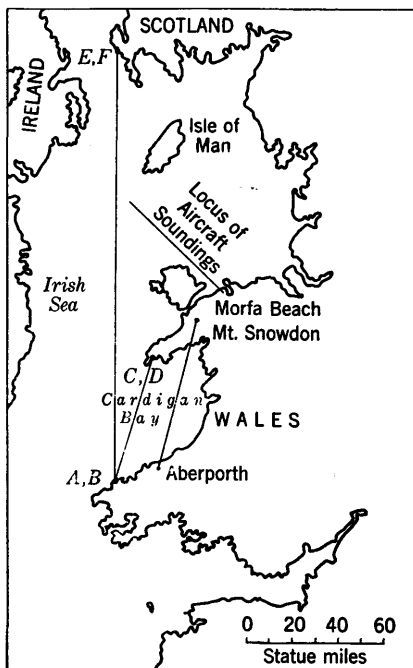 SCOTLAND
E,F
IRELAND
Isle of
Man
Locus of
Aircraft
Soundings
Irish
Sea
Morfa Beach
Mt. Snowdon
C,D
Cardigan
Bay
WALES
A,B
Aberporth
0 20 40 60
Statue miles